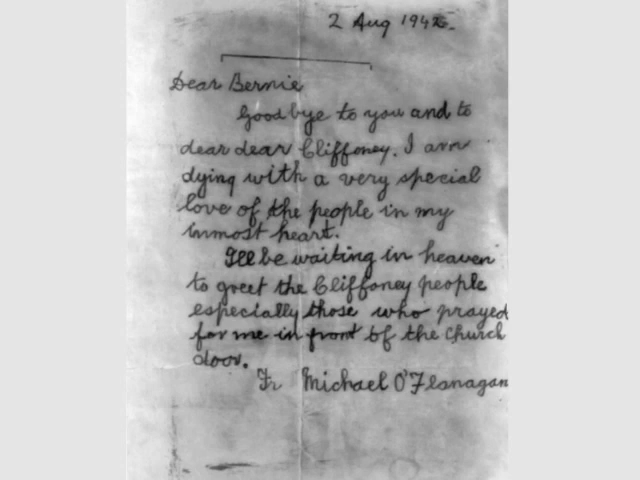 2 Aug 1942.
Dear Bernie
Good bye to you and to
dear dear Cliffoney. I am
dying with a very special
love of the people in my
inmost heart.
I'll be waiting in heaven
to greet the Cliffoney people
especially those who prayed
for me in front of the church
door.
Fr Michael O'Flanagan